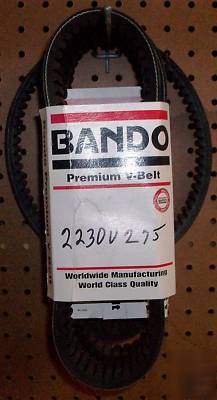 BANDO
Premium V-Belt
2230V275
Worldwide Manufacturing
World Class Quality